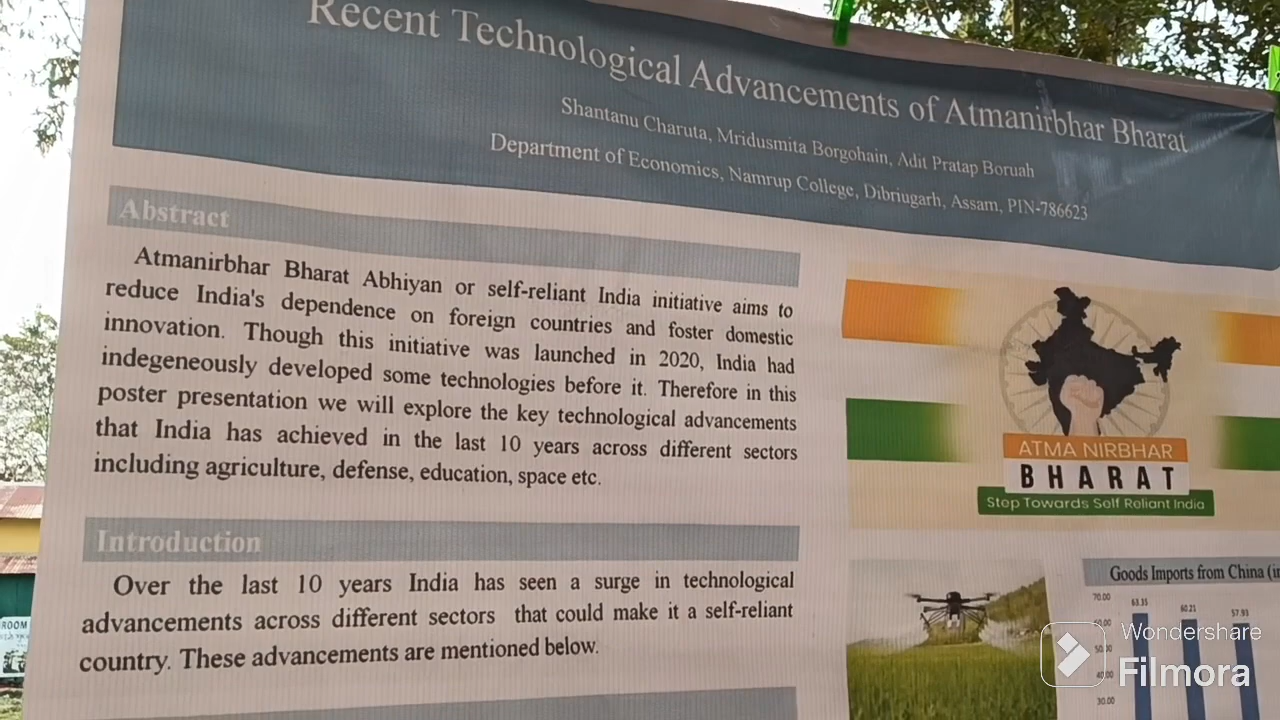 Recent Technological Advancements of Atmanirbhar Bharat
Shantanu Charuta, Mridusmita Borgohain, Adit Pratap Boruah
Department of Economics, Namrup College, Dibriugarh, Assam, PIN-786623
Abstract
Atmanirbhar Bharat Abhiyan or self-reliant India initiative aims to
reduce India's dependence on foreign countries and foster domestic
innovation. Though this initiative was launched in 2020, India had
indegeneously developed some technologies before it. Therefore in this
poster presentation we will explore the key technological advancements
that India has achieved in the last 10 years across different sectors
including agriculture, defense, education, space etc.
Introduction
Over the last 10 years India has seen a surge in technological
advancements across different sectors that could make it a self-reliant
country. These advancements are mentioned below.
ATMA NIRBHAR
BHARAT
Step Towards Self Reliant India
Goods Imports from China (in
70.00
63.35
60.21
57.93
30.00
ROOM
Wondershare
Filmora